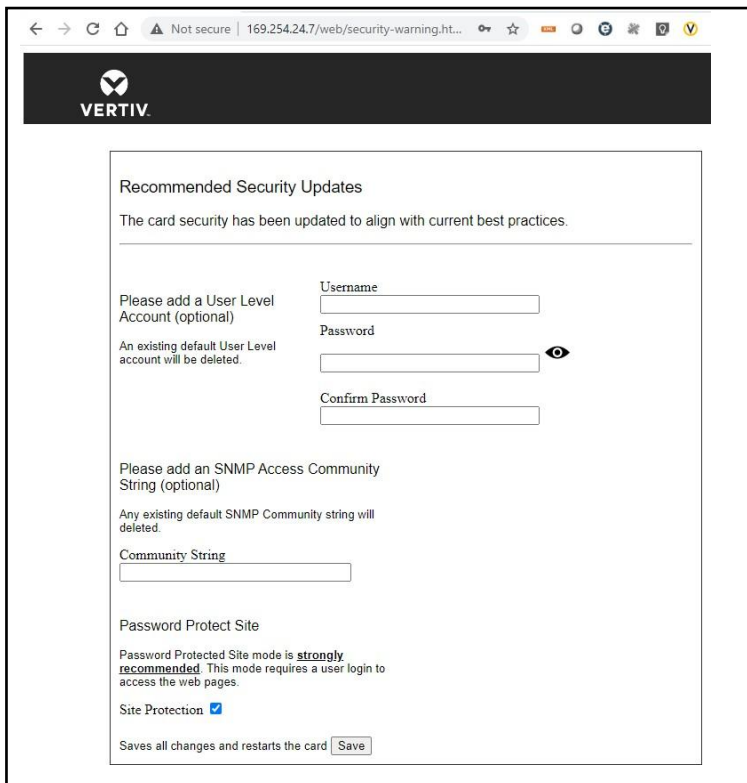 Not secure | 169.254.24.7/web/security-warning.ht...
VERTIV.
Recommended Security Updates
The card security has been updated to align with current best practices.
Please add a User Level
Account (optional)
An existing default User Level
account will be deleted.
Username
Password
Confirm Password
Please add an SNMP Access Community
String (optional)
Any existing default SNMP Community string will
deleted.
Community String
Password Protect Site
Password Protected Site mode is strongly
recommended. This mode requires a user login to
access the web pages.
Site Protection
Saves all changes and restarts the card Save